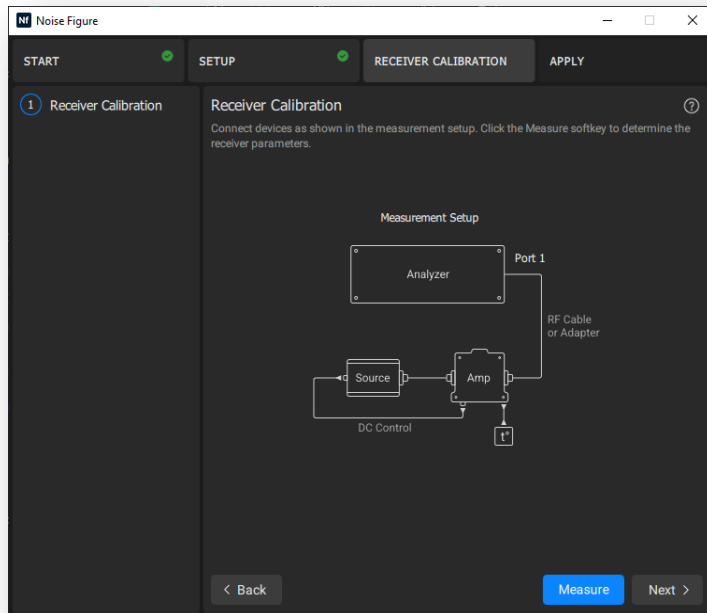 Nf Noise Figure
START
SETUP
RECEIVER CALIBRATION
APPLY
1 Receiver Calibration
Receiver Calibration
?
Connect devices as shown in the measurement setup. Click the Measure softkey to determine the
receiver parameters.
Measurement Setup
Analyzer
Port 1
RF Cable
or Adapter
Source
Amp
DC Control
t°
< Back
Measure
Next >